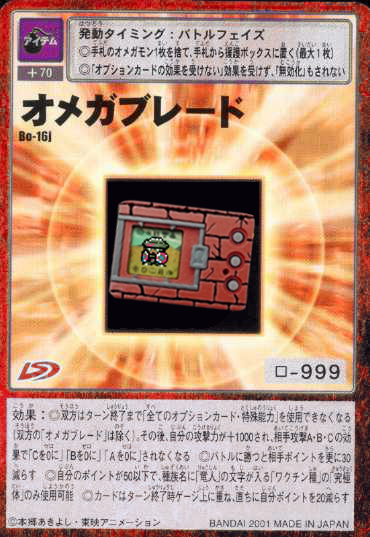 はつどう
アイテム
発動タイミング：バトルフェイズ
+70
◎手札のオメガモン1枚を捨て、手札から援護ボックスに置く(最大1枚)
◎｢オプションカードの効果を受けない｣効果を受けず、｢無効化｣もされない
オメガブレード
Bo-16j
LSD
ロ-999
効果：◎双方はターン終了まで｢全てのオプションカード・特殊能力｣を使用できなくなる
(双方の｢オメガブレード｣は除く)。その後、自分の攻撃力が＋1000され、相手攻撃A・B・Cの効
果で｢Cを0に｣｢Bを0に｣｢Aを0に｣されなくなる ◎バトルに勝つと相手ポイントを更に30
減らす ◎自分のポイントが50以下で、種族名に｢竜人｣の文字が入る｢ワクチン種｣の｢究極
体｣のみ使用可能 ◎カードはターン終了時ゲージ上に重ね、直ちに自分ポイントを20減らす
©本郷あきよし・東映アニメーション
BANDAI 2001 MADE IN JAPAN